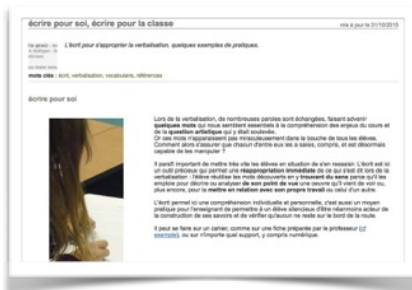 écrire pour soi, écrire pour la classe
mis à jour le 31/10/2015
L'écrit pour s'approprier la verbalisation, quelques exemples de pratiques.
mots clés : écrit, verbalisation, vocabulaire, références
écrire pour soi
Lors de la verbalisation, de nombreuses paroles sont échangées, faisant advenir
quelques mots qui nous semblent essentiels à la compréhension des enjeux du cours et
de la question artistique qui y était soulevée.
Or ces mots n'apparaissent pas miraculeusement dans la bouche de tous les élèves.
Comment alors s'assurer que chacun d'entre eux les a saisis, compris, et est désormais
capable de les manipuler ?
Il paraît important de mettre très vite les élèves en situation de s'en ressaisir. L'écrit est ici
un outil précieux qui permet une réappropriation immédiate de ce qui s'est dit lors de la
verbalisation : l'élève réutilise les mots découverts en y trouvant du sens parce qu'il les
emploie pour décrire ou analyser de son point de vue une œuvre qu'il vient de voir ou,
plus encore, pour la mettre en relation avec son propre travail ou celui d'un autre.
L'écrit permet ici une compréhension individuelle et personnelle, c'est aussi un moyen
pratique pour l'enseignant de permettre à un élève silencieux d'être néanmoins acteur de
la construction de ses savoirs et de vérifier qu'aucun ne reste sur le bord de la route.
Il peut se faire sur un cahier, comme sur une fiche préparée par le professeur (cf
exemple), ou sur n'importe quel support, y compris numérique.